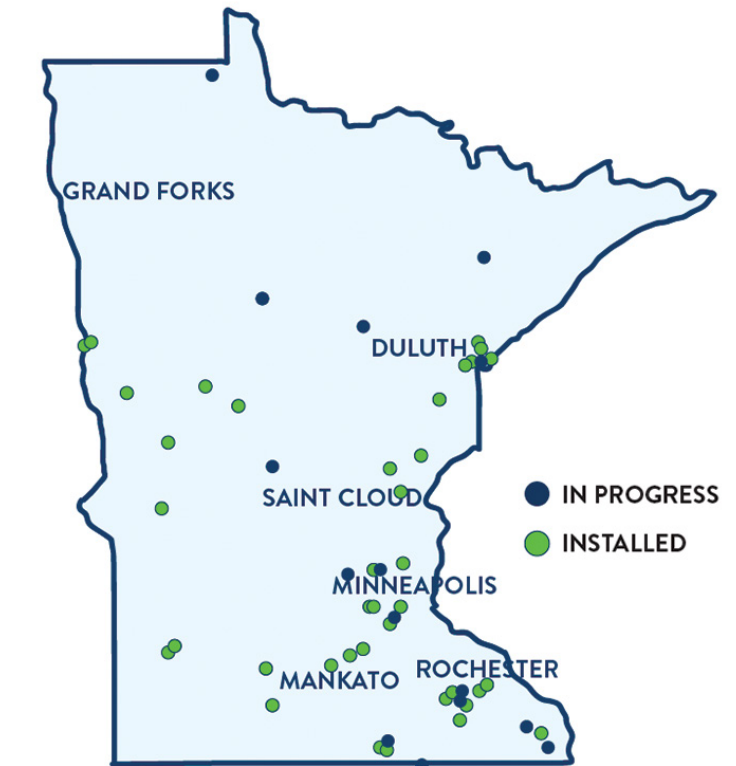 GRAND FORKS
DULUTH
IN PROGRESS
SAINT CLOUD
INSTALLED
MINNEAPOLIS
ROCHESTER
MANKATO